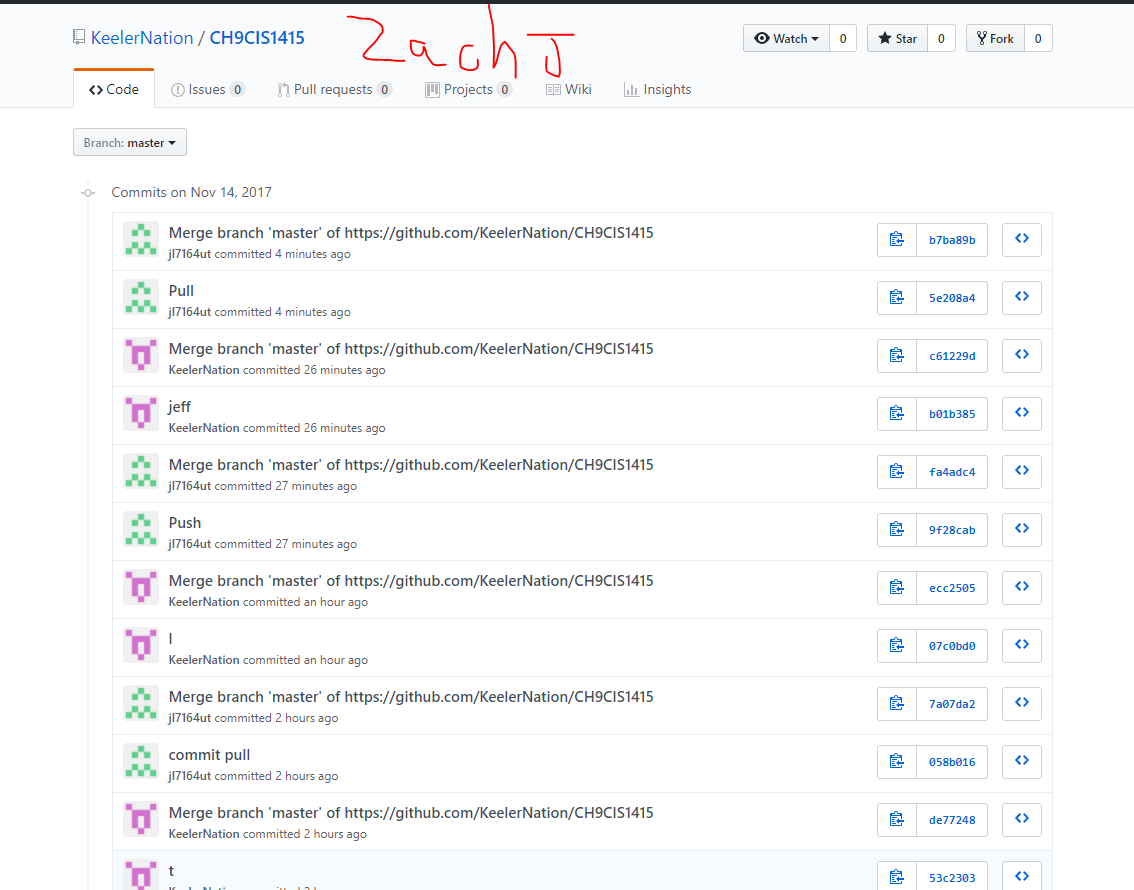 KeelerNation / CH9CIS1415
Zach J
Watch 0 Star 0 Fork 0
Code Issues 0 Pull requests 0 Projects 0 Wiki Insights
Branch: master
Commits on Nov 14, 2017
Merge branch 'master' of https://github.com/KeelerNation/CH9CIS1415
jl7164ut committed 4 minutes ago
b7ba89b
Pull
jl7164ut committed 4 minutes ago
5e208a4
Merge branch 'master' of https://github.com/KeelerNation/CH9CIS1415
KeelerNation committed 26 minutes ago
c61229d
jeff
KeelerNation committed 26 minutes ago
b01b385
Merge branch 'master' of https://github.com/KeelerNation/CH9CIS1415
jl7164ut committed 27 minutes ago
fa4adc4
Push
jl7164ut committed 27 minutes ago
9f28cab
Merge branch 'master' of https://github.com/KeelerNation/CH9CIS1415
KeelerNation committed an hour ago
ecc2505
l
KeelerNation committed an hour ago
07c0bd0
Merge branch 'master' of https://github.com/KeelerNation/CH9CIS1415
jl7164ut committed 2 hours ago
7a07da2
commit pull
jl7164ut committed 2 hours ago
058b016
Merge branch 'master' of https://github.com/KeelerNation/CH9CIS1415
KeelerNation committed 2 hours ago
de77248
t
53c2303